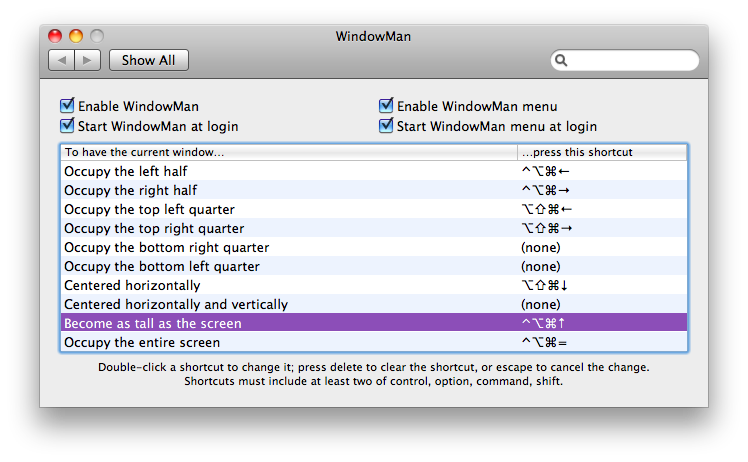 WindowMan
Show All
Enable WindowMan
Enable WindowMan menu
Start WindowMan at login
Start WindowMan menu at login
To have the current window... ...press this shortcut
Occupy the left half ^⌥⌘←
Occupy the right half ^⌥⌘→
Occupy the top left quarter ⌥⇧⌘←
Occupy the top right quarter ⌥⇧⌘→
Occupy the bottom right quarter (none)
Occupy the bottom left quarter (none)
Centered horizontally ⌥⇧⌘↓
Centered horizontally and vertically (none)
Become as tall as the screen ^⌥⌘↑
Occupy the entire screen ^⌥⌘=
Double-click a shortcut to change it; press delete to clear the shortcut, or escape to cancel the change.
Shortcuts must include at least two of control, option, command, shift.